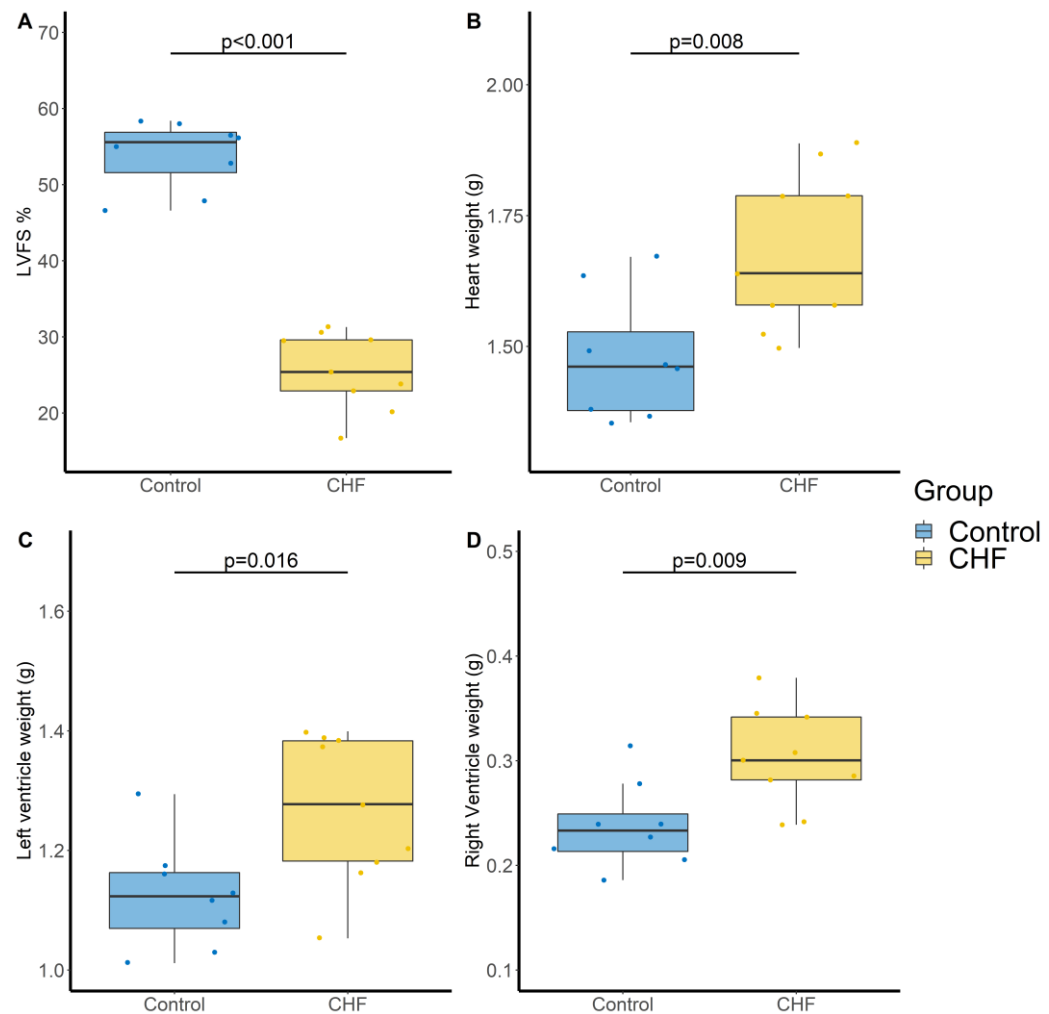 A
70
60
50
40
30
20
LVFS %
p<0.001
Control
CHF
B
2.00
1.75
1.50
Heart weight (g)
p=0.008
Control
CHF
Group
Control
CHF
C
1.6
1.4
1.2
1.0
Left ventricle weight (g)
p=0.016
Control
CHF
D
0.5
0.4
0.3
0.2
0.1
Right Ventricle weight (g)
p=0.009
Control
CHF